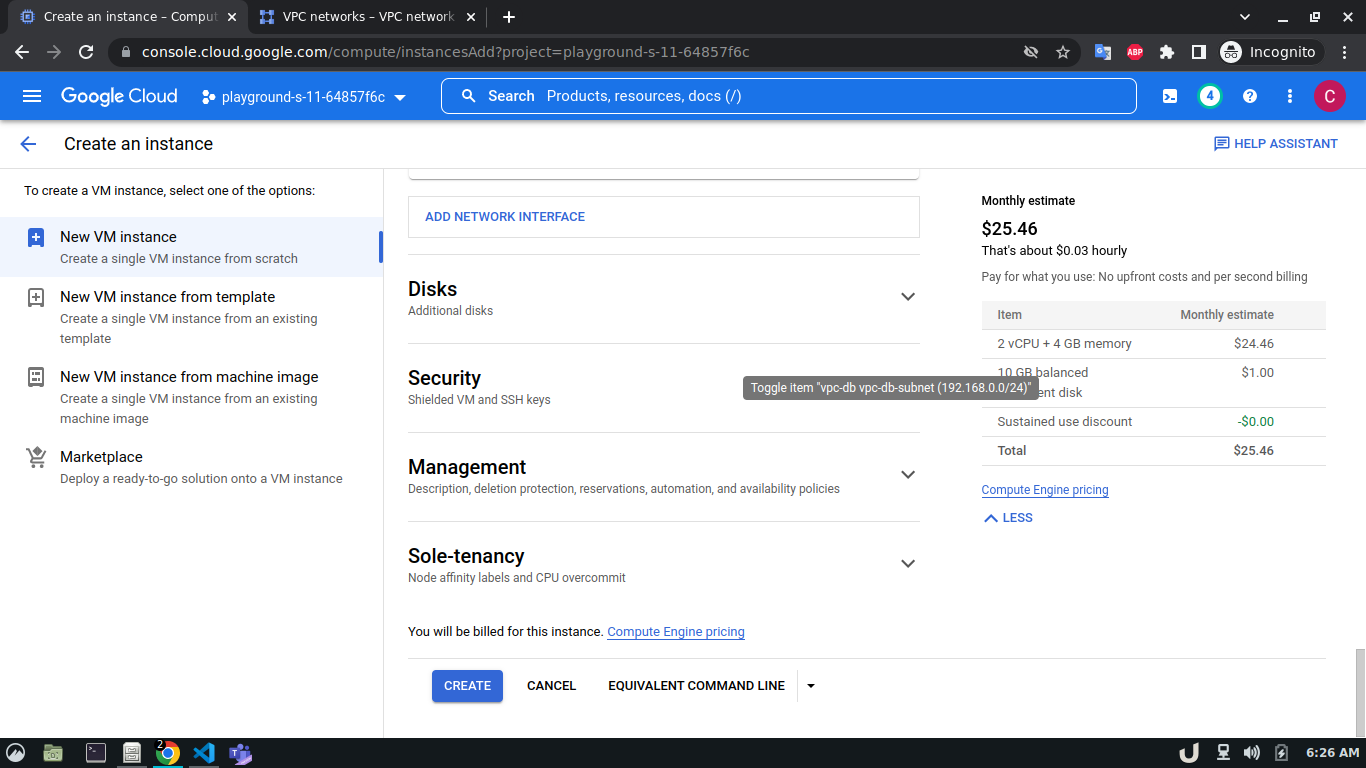 Create an instance – Comput
VPC networks – VPC network
console.cloud.google.com/compute/instancesAdd?project=playground-s-11-64857f6c
ABP
Incognito
Google Cloud
playground-s-11-64857f6c
Search Products, resources, docs (/)
4
C
Create an instance
HELP ASSISTANT
To create a VM instance, select one of the options:
New VM instance
Create a single VM instance from scratch
New VM instance from template
Create a single VM instance from an existing
template
New VM instance from machine image
Create a single VM instance from an existing
machine image
Marketplace
Deploy a ready-to-go solution onto a VM instance
ADD NETWORK INTERFACE
Disks
Additional disks
Security
Shielded VM and SSH keys
Toggle item "vpc-db vpc-db-subnet (192.168.0.0/24)"
Management
Description, deletion protection, reservations, automation, and availability policies
Sole-tenancy
Node affinity labels and CPU overcommit
You will be billed for this instance. Compute Engine pricing
CREATE
CANCEL
EQUIVALENT COMMAND LINE
Monthly estimate
$25.46
That's about $0.03 hourly
Pay for what you use: No upfront costs and per second billing
Item Monthly estimate
2 vCPU + 4 GB memory $24.46
10 GB balanced $1.00
ent disk
Sustained use discount -$0.00
Total $25.46
Compute Engine pricing
LESS
2
6:26 AM